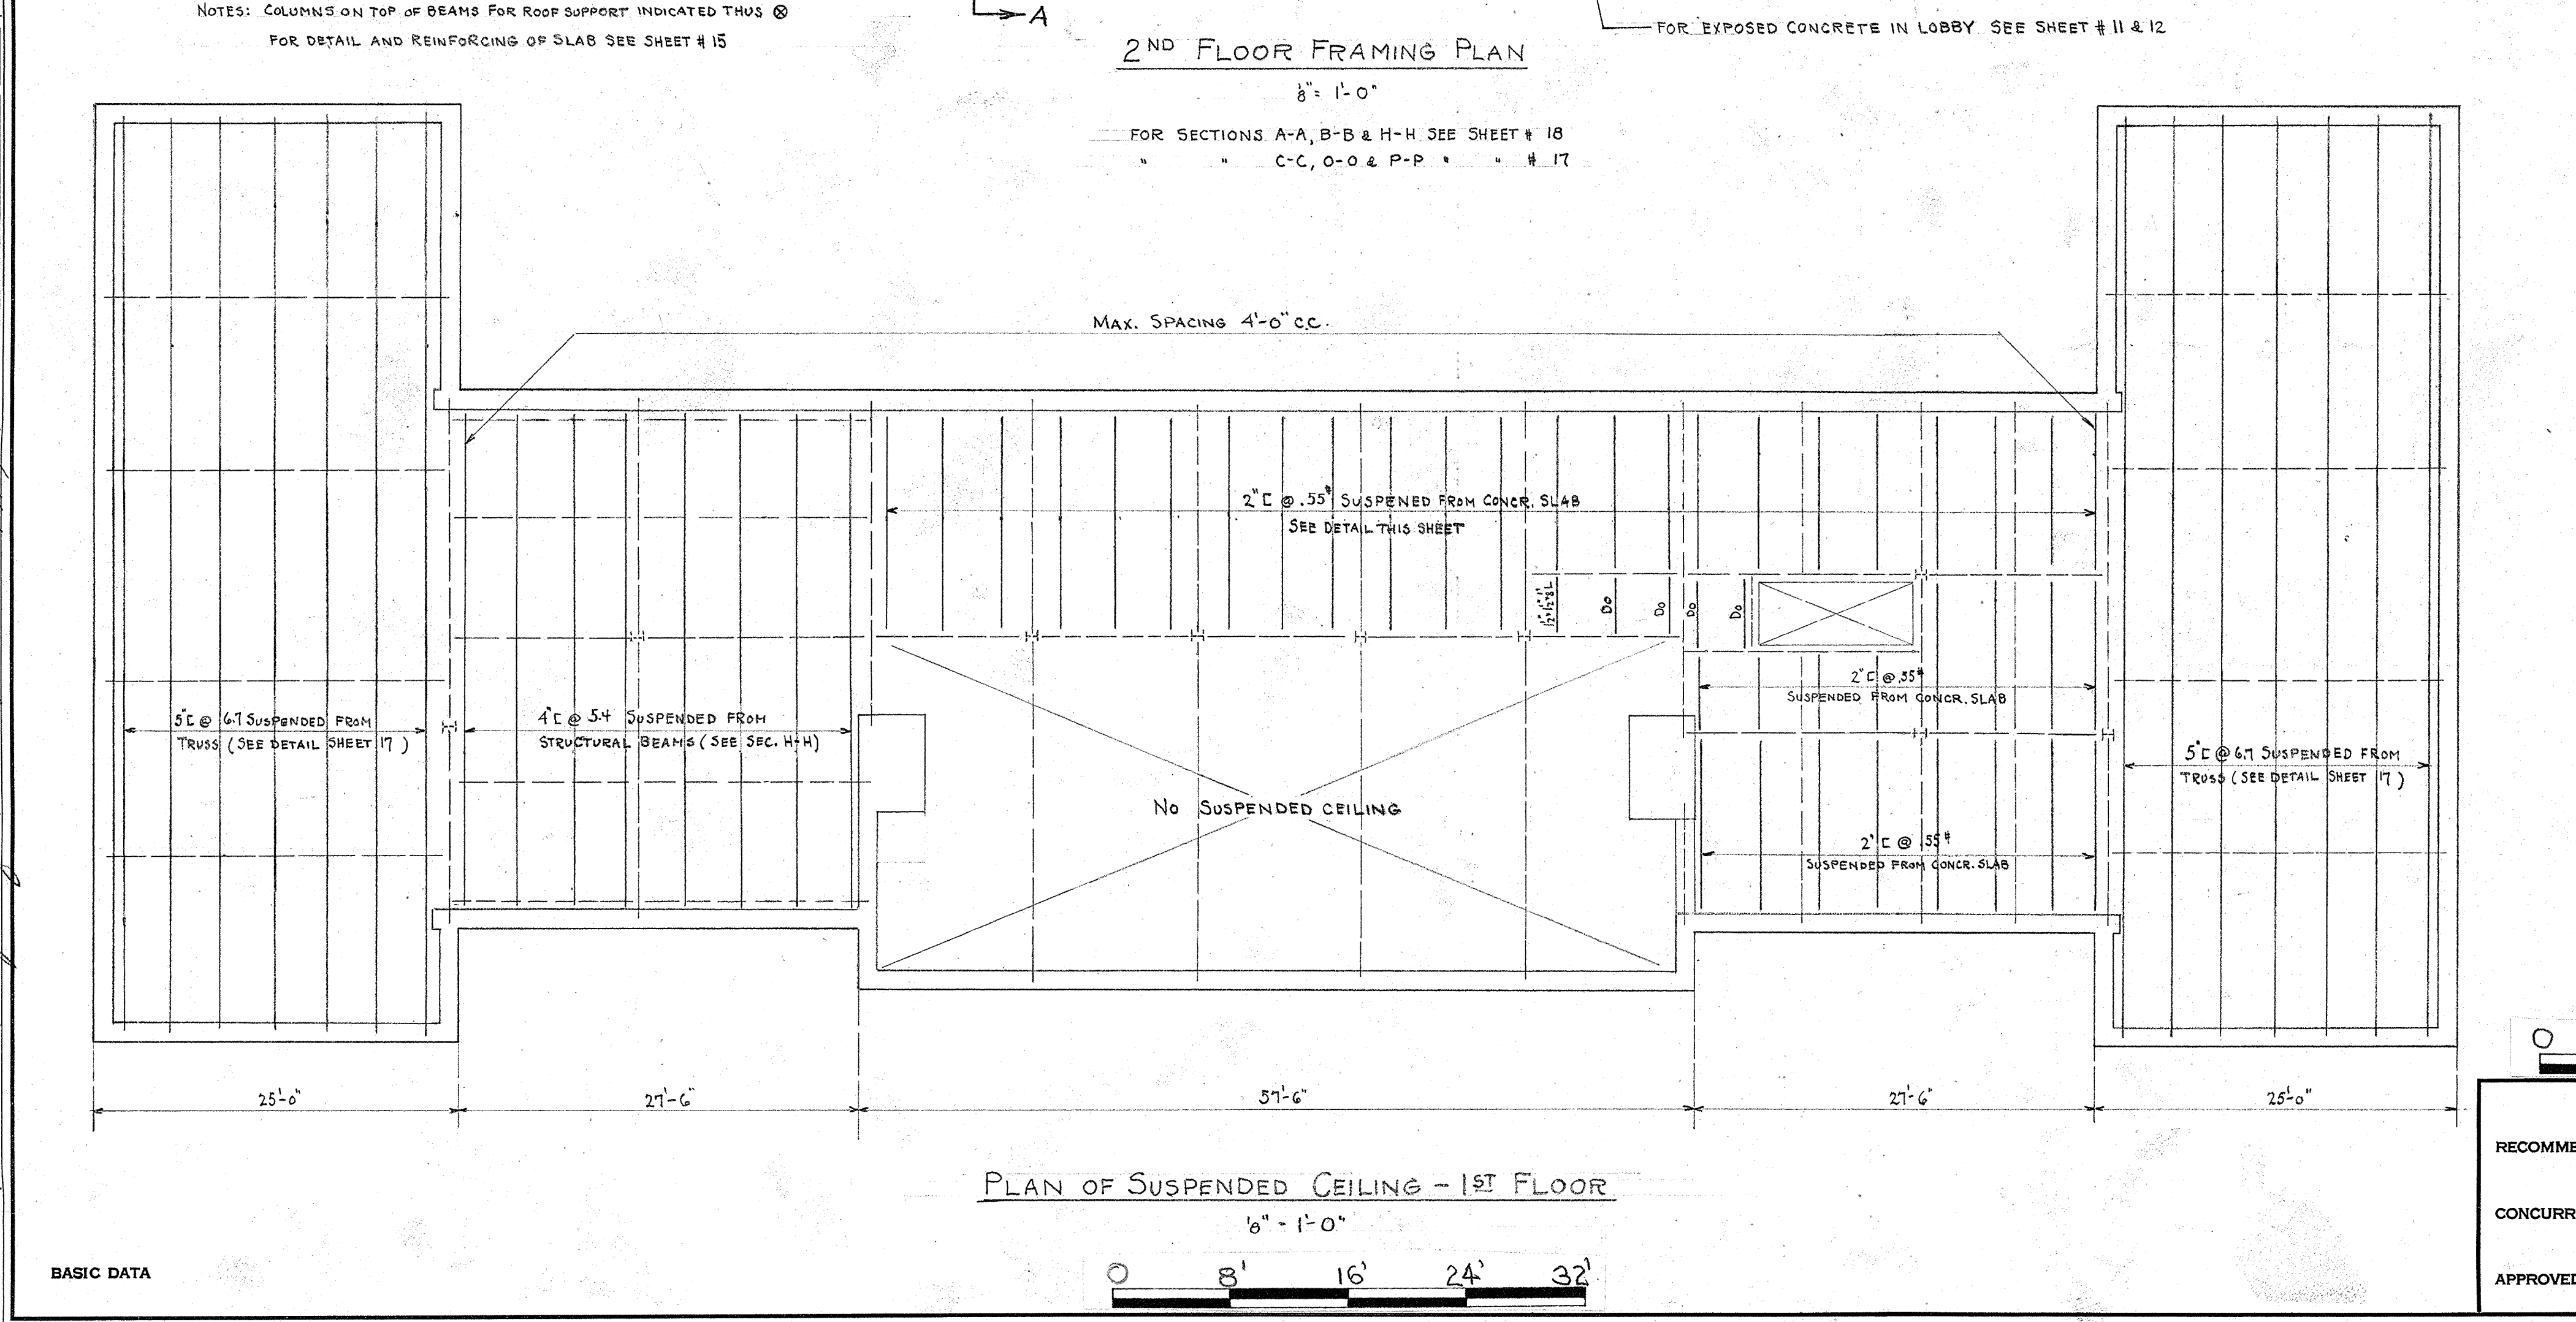 NOTES: COLUMNS ON TOP OF BEAMS FOR ROOF SUPPORT INDICATED THUS ⊗
FOR DETAIL AND REINFORCING OF SLAB SEE SHEET # 15
A
FOR EXPOSED CONCRETE IN LOBBY SEE SHEET # 11 & 12
2ND FLOOR FRAMING PLAN
1/8" = 1'-0"
FOR SECTIONS A-A, B-B & H-H SEE SHEET # 18
" " C-C, O-O & P-P " " # 17
MAX. SPACING 4'-0" C.C.
2" [ @ .55# SUSPENED FROM CONCR. SLAB
SEE DETAIL THIS SHEET
Do
Do
Do
Do
2" [ @ .55#
SUSPENDED FROM CONCR. SLAB
5" [ @ 6.7 SUSPENDED FROM
TRUSS (SEE DETAIL SHEET 17)
4" [ @ 5.4 SUSPENDED FROM
STRUCTURAL BEAMS (SEE SEC. H-H)
5" [ @ 6.7 SUSPENDED FROM
TRUSS (SEE DETAIL SHEET 17)
NO SUSPENDED CEILING
2" [ @ .55#
SUSPENDED FROM CONCR. SLAB
O
25'-0" 27'-6" 57'-6" 27'-6" 25'-0"
RECOMME
PLAN OF SUSPENDED CEILING - 1ST FLOOR
1/8" - 1'-0"
CONCURR
BASIC DATA
0 8' 16' 24' 32'
APPROVED